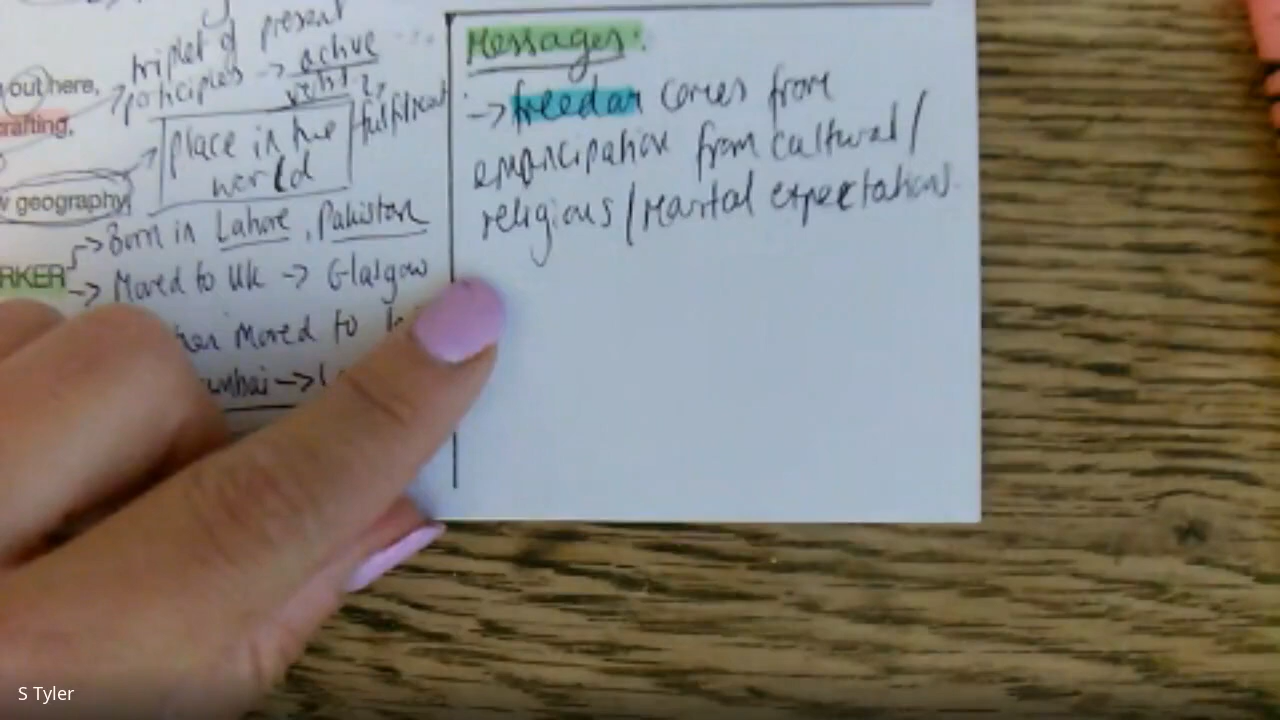 triplet of present
participles -> active
out here,
crafting,
place in the
world
fulfilment
geography,
-> Born in Lahore, Pakistan
RKER -> Moved to UK -> Glasgow
Moved to
->
Messages:
-> freedom comes from
emancipation from cultural/
religious/marital expectations.
S Tyler